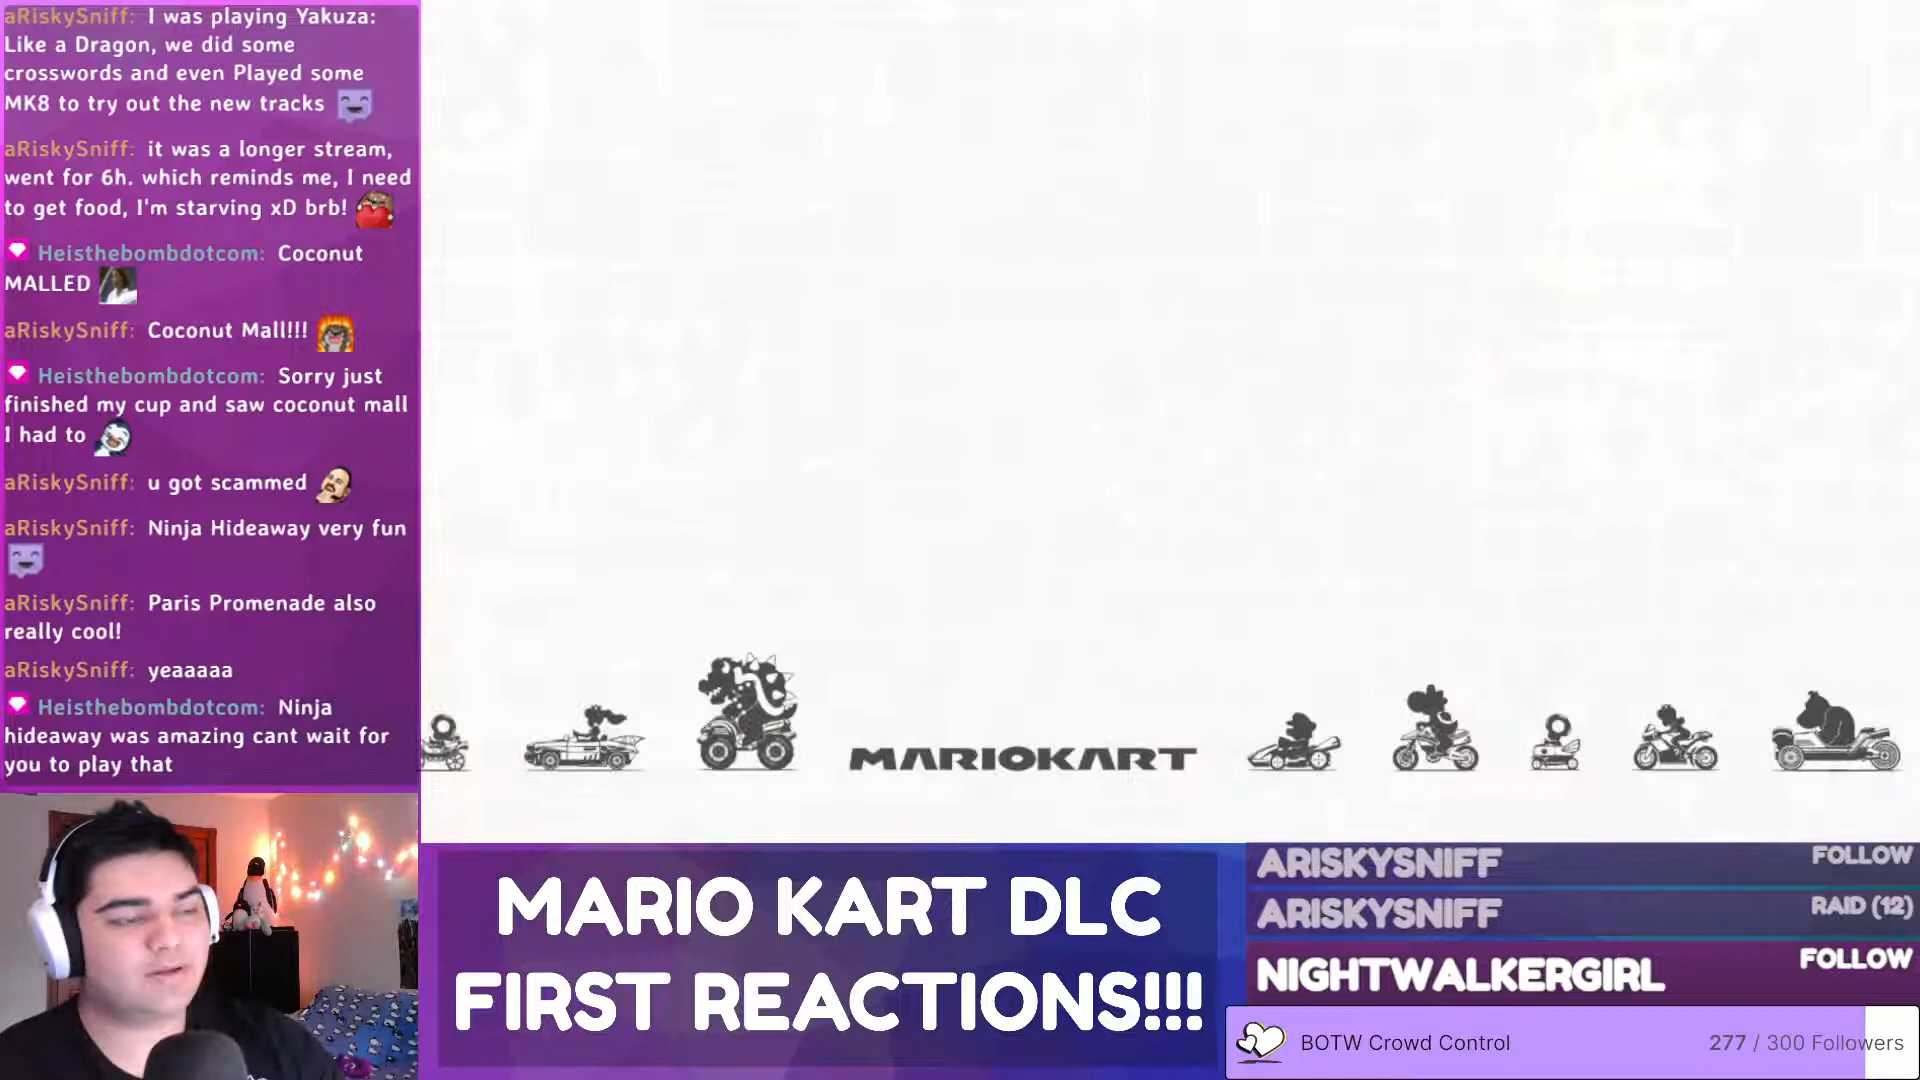 aRiskySniff: I was playing Yakuza:
Like a Dragon, we did some
crosswords and even Played some
MK8 to try out the new tracks
aRiskySniff: it was a longer stream,
went for 6h. which reminds me, I need
to get food, I'm starving xD brb!
Heisthebombdotcom: Coconut
MALLED
aRiskySniff: Coconut Mall!!!
Heisthebombdotcom: Sorry just
finished my cup and saw coconut mall
I had to
aRiskySniff: u got scammed
aRiskySniff: Ninja Hideaway very fun
aRiskySniff: Paris Promenade also
really cool!
aRiskySniff: yeaaaaa
Heisthebombdotcom: Ninja
hideaway was amazing cant wait for
you to play that
MARIOKART
MARIO KART DLC
FIRST REACTIONS!!!
ARISKYSNIFF FOLLOW
ARISKYSNIFF RAID (12)
NIGHTWALKERGIRL FOLLOW
BOTW Crowd Control 277 / 300 Followers